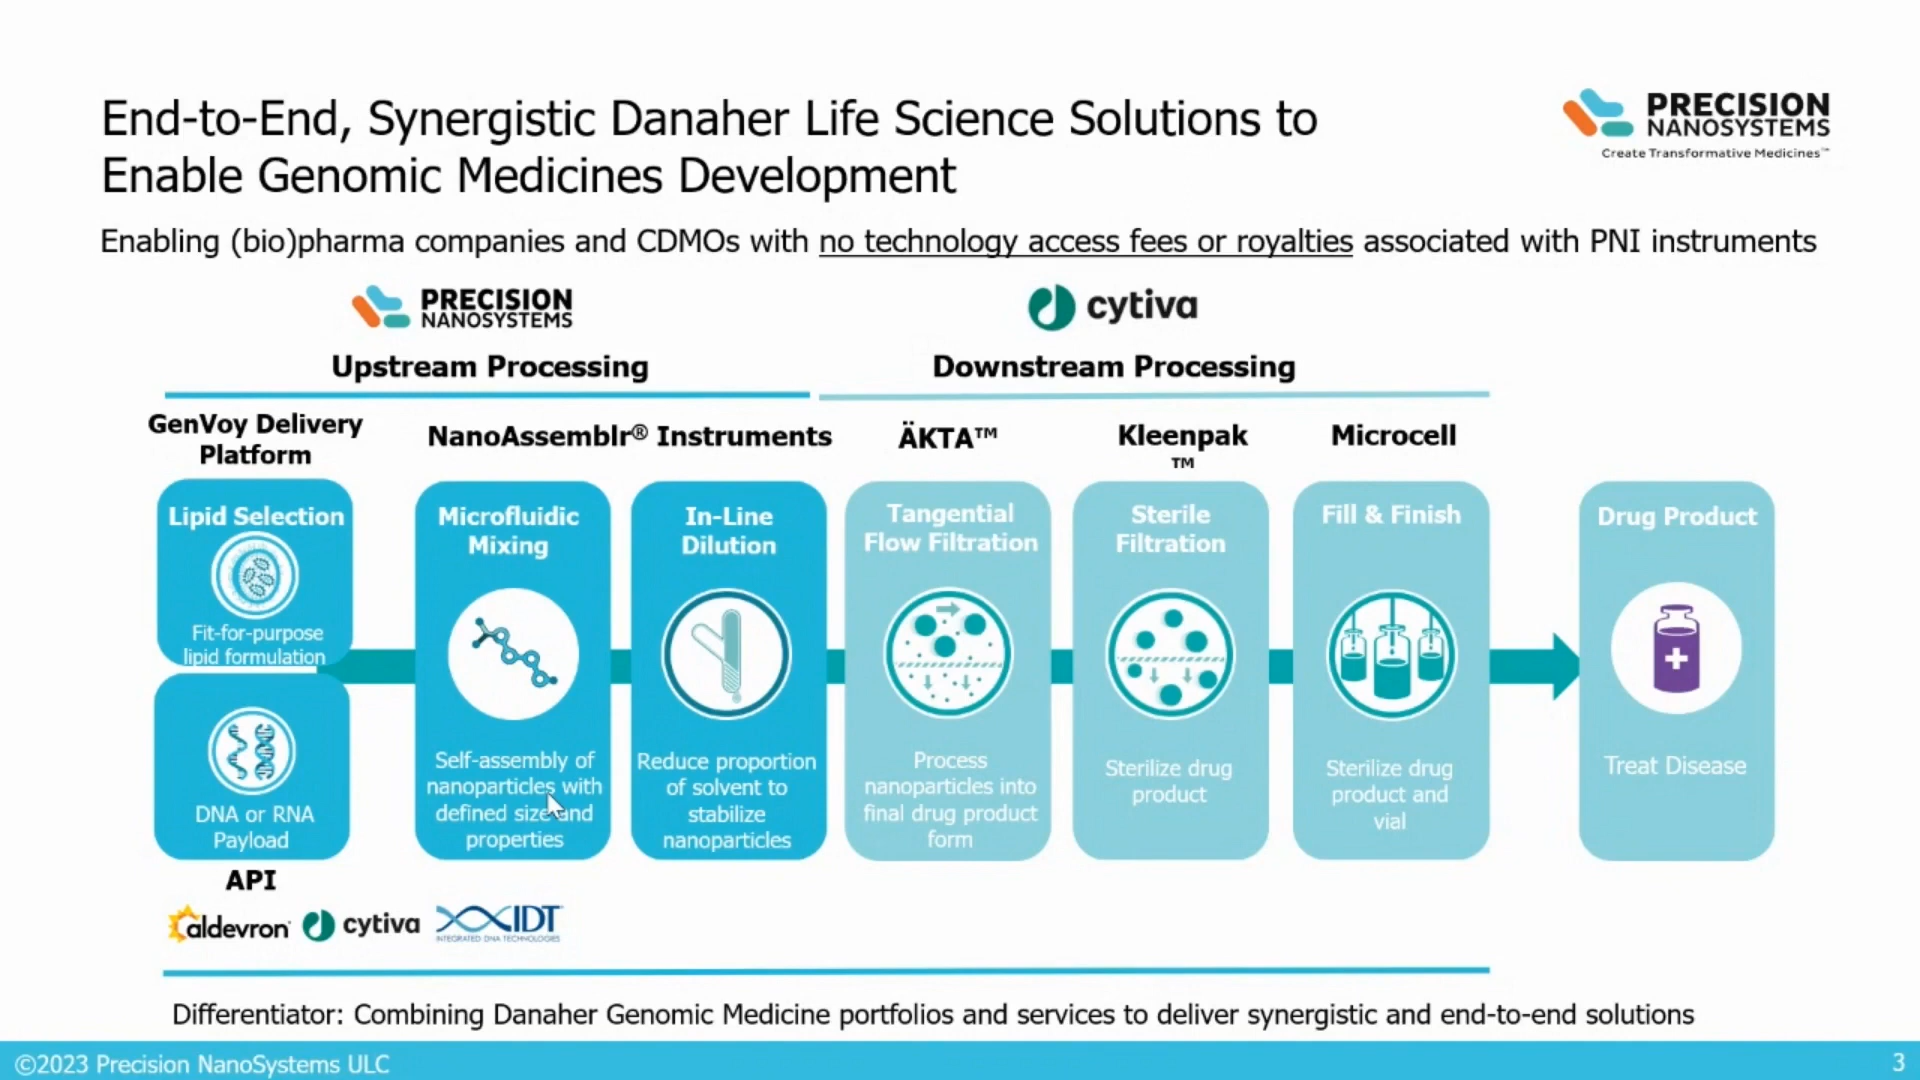 End-to-End, Synergistic Danaher Life Science Solutions to
Enable Genomic Medicines Development
PRECISION
NANOSYSTEMS
Create Transformative Medicines™
Enabling (bio)pharma companies and CDMOs with no technology access fees or royalties associated with PNI instruments
PRECISION
NANOSYSTEMS
Upstream Processing
cytiva
Downstream Processing
GenVoy Delivery
Platform
NanoAssemblr® Instruments
ÄKTA™
Kleenpak
™
Microcell
Lipid Selection
Fit-for-purpose
lipid formulation
DNA or RNA
Payload
API
Microfluidic
Mixing
Self-assembly of
nanoparticles with
defined size and
properties
In-Line
Dilution
Reduce proportion
of solvent to
stabilize
nanoparticles
Tangential
Flow Filtration
Process
nanoparticles into
final drug product
form
Sterile
Filtration
Sterilize drug
product
Fill & Finish
Sterilize drug
product and
vial
Drug Product
Treat Disease
aldevron
cytiva
IDT
INTEGRATED DNA TECHNOLOGIES
Differentiator: Combining Danaher Genomic Medicine portfolios and services to deliver synergistic and end-to-end solutions
©2023 Precision NanoSystems ULC
3